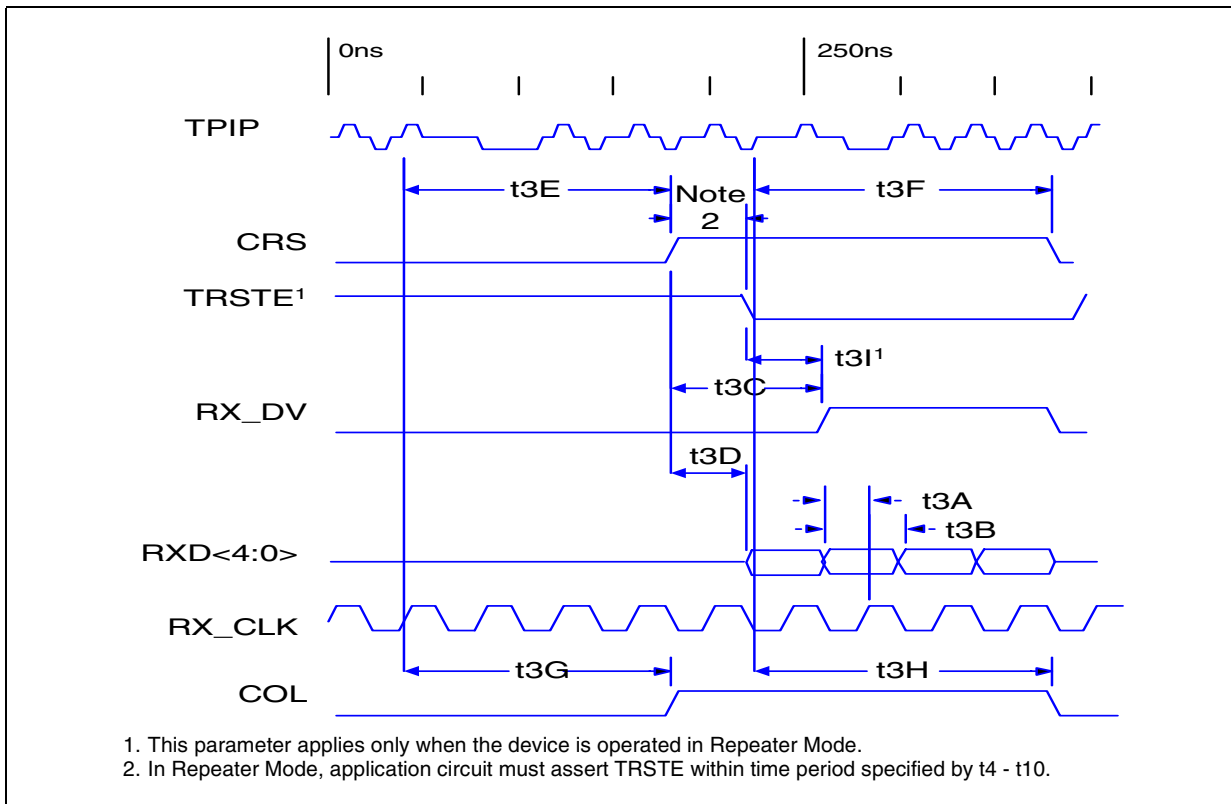 0ns
250ns
TPIP
t3E
Note
2
t3F
CRS
TRSTE¹
t3I¹
t3C
RX_DV
t3D
t3A
t3B
RXD<4:0>
RX_CLK
t3G
t3H
COL
1. This parameter applies only when the device is operated in Repeater Mode.
2. In Repeater Mode, application circuit must assert TRSTE within time period specified by t4 - t10.